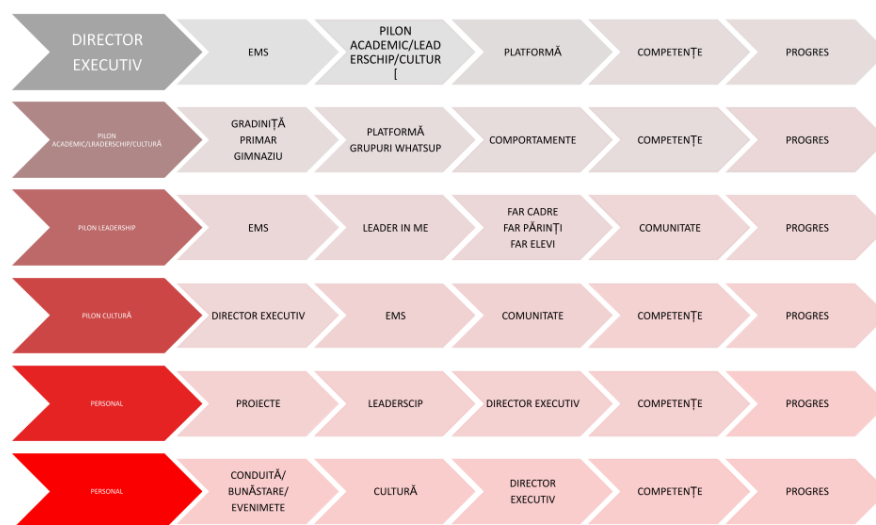 DIRECTOR
EXECUTIV
EMS
PILON
ACADEMIC/LEAD
ERSCHIP/CULTUR
[
PLATFORMĂ
COMPETENȚE
PROGRES
PILON
ACADEMIC/LRADERSCHIP/CULTURĂ
GRADINIȚĂ
PRIMAR
GIMNAZIU
PLATFORMĂ
GRUPURI WHATSUP
COMPORTAMENTE
COMPETENȚE
PROGRES
PILON LEADERSHIP
EMS
LEADER IN ME
FAR CADRE
FAR PĂRINȚI
FAR ELEVI
COMUNITATE
PROGRES
PILON CULTURĂ
DIRECTOR EXECUTIV
EMS
COMUNITATE
COMPETENȚE
PROGRES
PERSONAL
PROIECTE
LEADERSCIP
DIRECTOR EXECUTIV
COMPETENȚE
PROGRES
PERSONAL
CONDUITĂ/
BUNĂSTARE/
EVENIMETE
CULTURĂ
DIRECTOR
EXECUTIV
COMPETENȚE
PROGRES